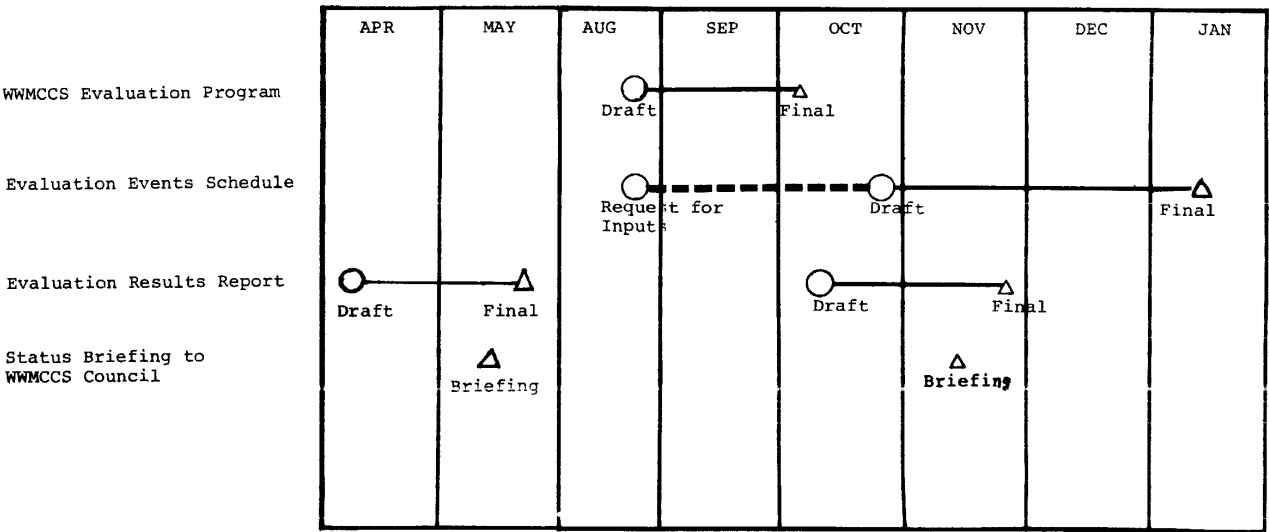 APR MAY AUG SEP OCT NOV DEC JAN
WWMCCS Evaluation Program
Draft Final
Evaluation Events Schedule
Request for
Inputs
Draft Final
Evaluation Results Report
Draft Final Draft Final
Status Briefing to
WWMCCS Council
Briefing Briefing